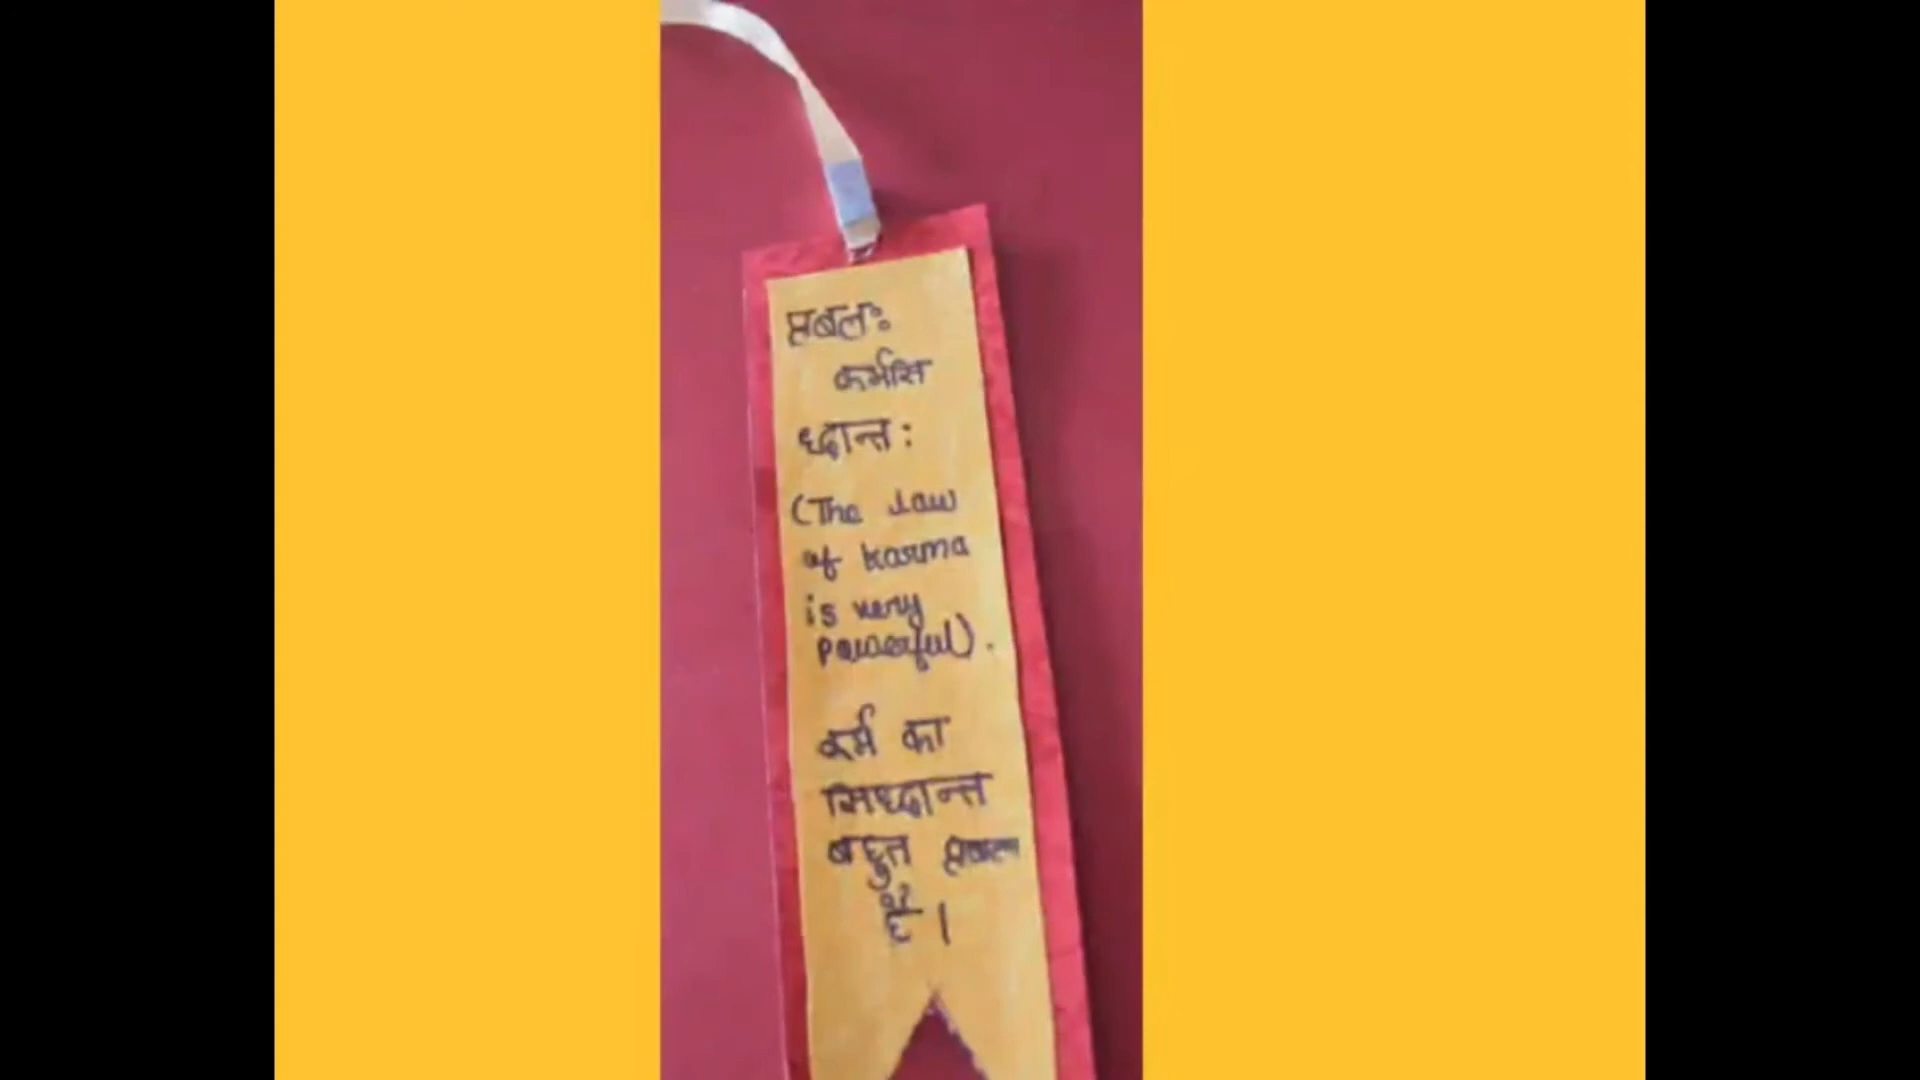 प्रबलः
कर्मसि
ध्दान्तः
(The law
of karma
is very
powerful).
कर्म का
सिध्दान्त
बहुत प्रबल
है।